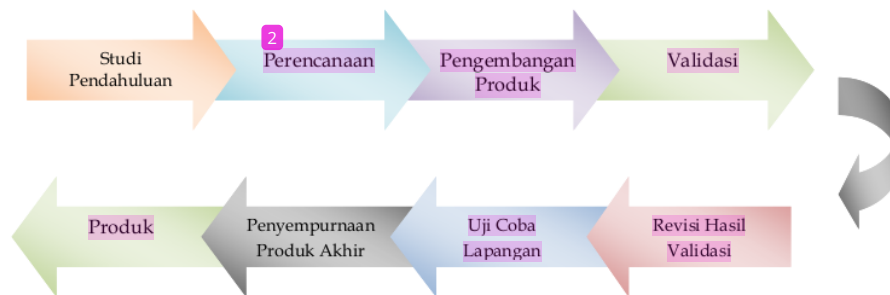 2
Studi
Pendahuluan
Perencanaan
Pengembangan
Produk
Validasi
Revisi Hasil
Validasi
Uji Coba
Lapangan
Penyempurnaan
Produk Akhir
Produk